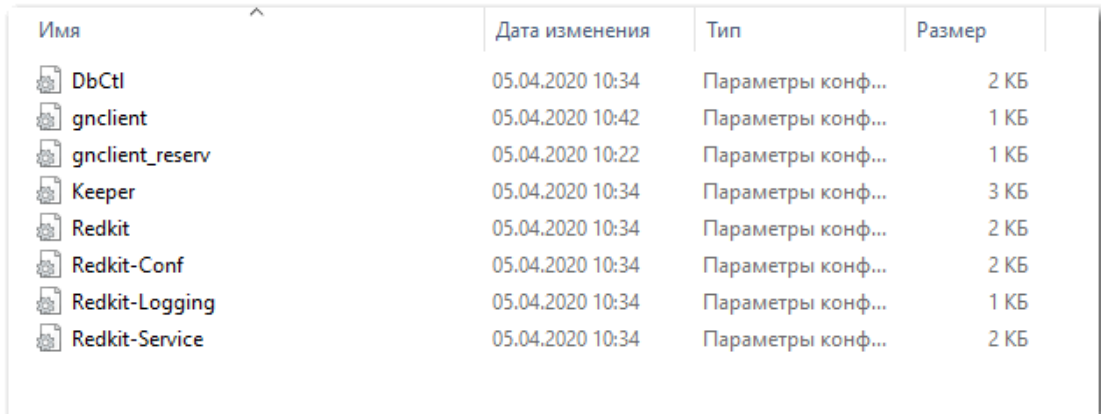 Имя Дата изменения Тип Размер
DbCtl 05.04.2020 10:34 Параметры конф... 2 КБ
gnclient 05.04.2020 10:42 Параметры конф... 1 КБ
gnclient_reserv 05.04.2020 10:22 Параметры конф... 1 КБ
Keeper 05.04.2020 10:34 Параметры конф... 3 КБ
Redkit 05.04.2020 10:34 Параметры конф... 2 КБ
Redkit-Conf 05.04.2020 10:34 Параметры конф... 2 КБ
Redkit-Logging 05.04.2020 10:34 Параметры конф... 1 КБ
Redkit-Service 05.04.2020 10:34 Параметры конф... 2 КБ